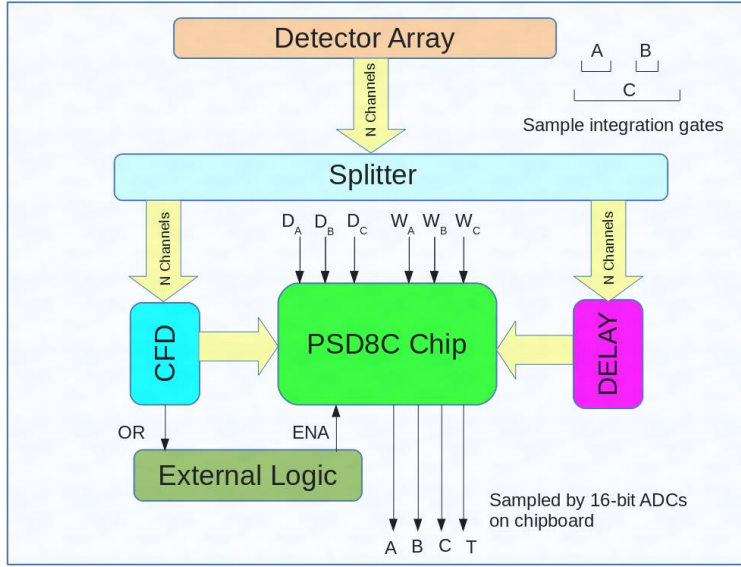 Detector Array
A B
C
Sample integration gates
N Channels
Splitter
N Channels
D_A D_B D_C W_A W_B W_C
N Channels
CFD
PSD8C Chip
DELAY
OR
ENA
External Logic
Sampled by 16-bit ADCs
on chipboard
A B C T